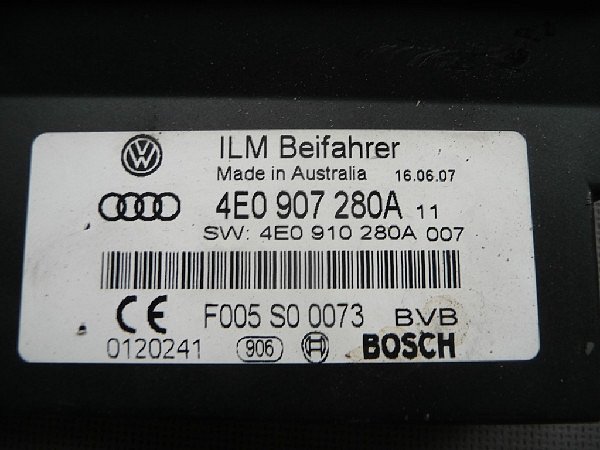 ILM Beifahrer
Made in Australia 16.06.07
4E0 907 280A 11
SW: 4E0 910 280A 007
CE F005 S0 0073 BVB
0120241 906 BOSCH